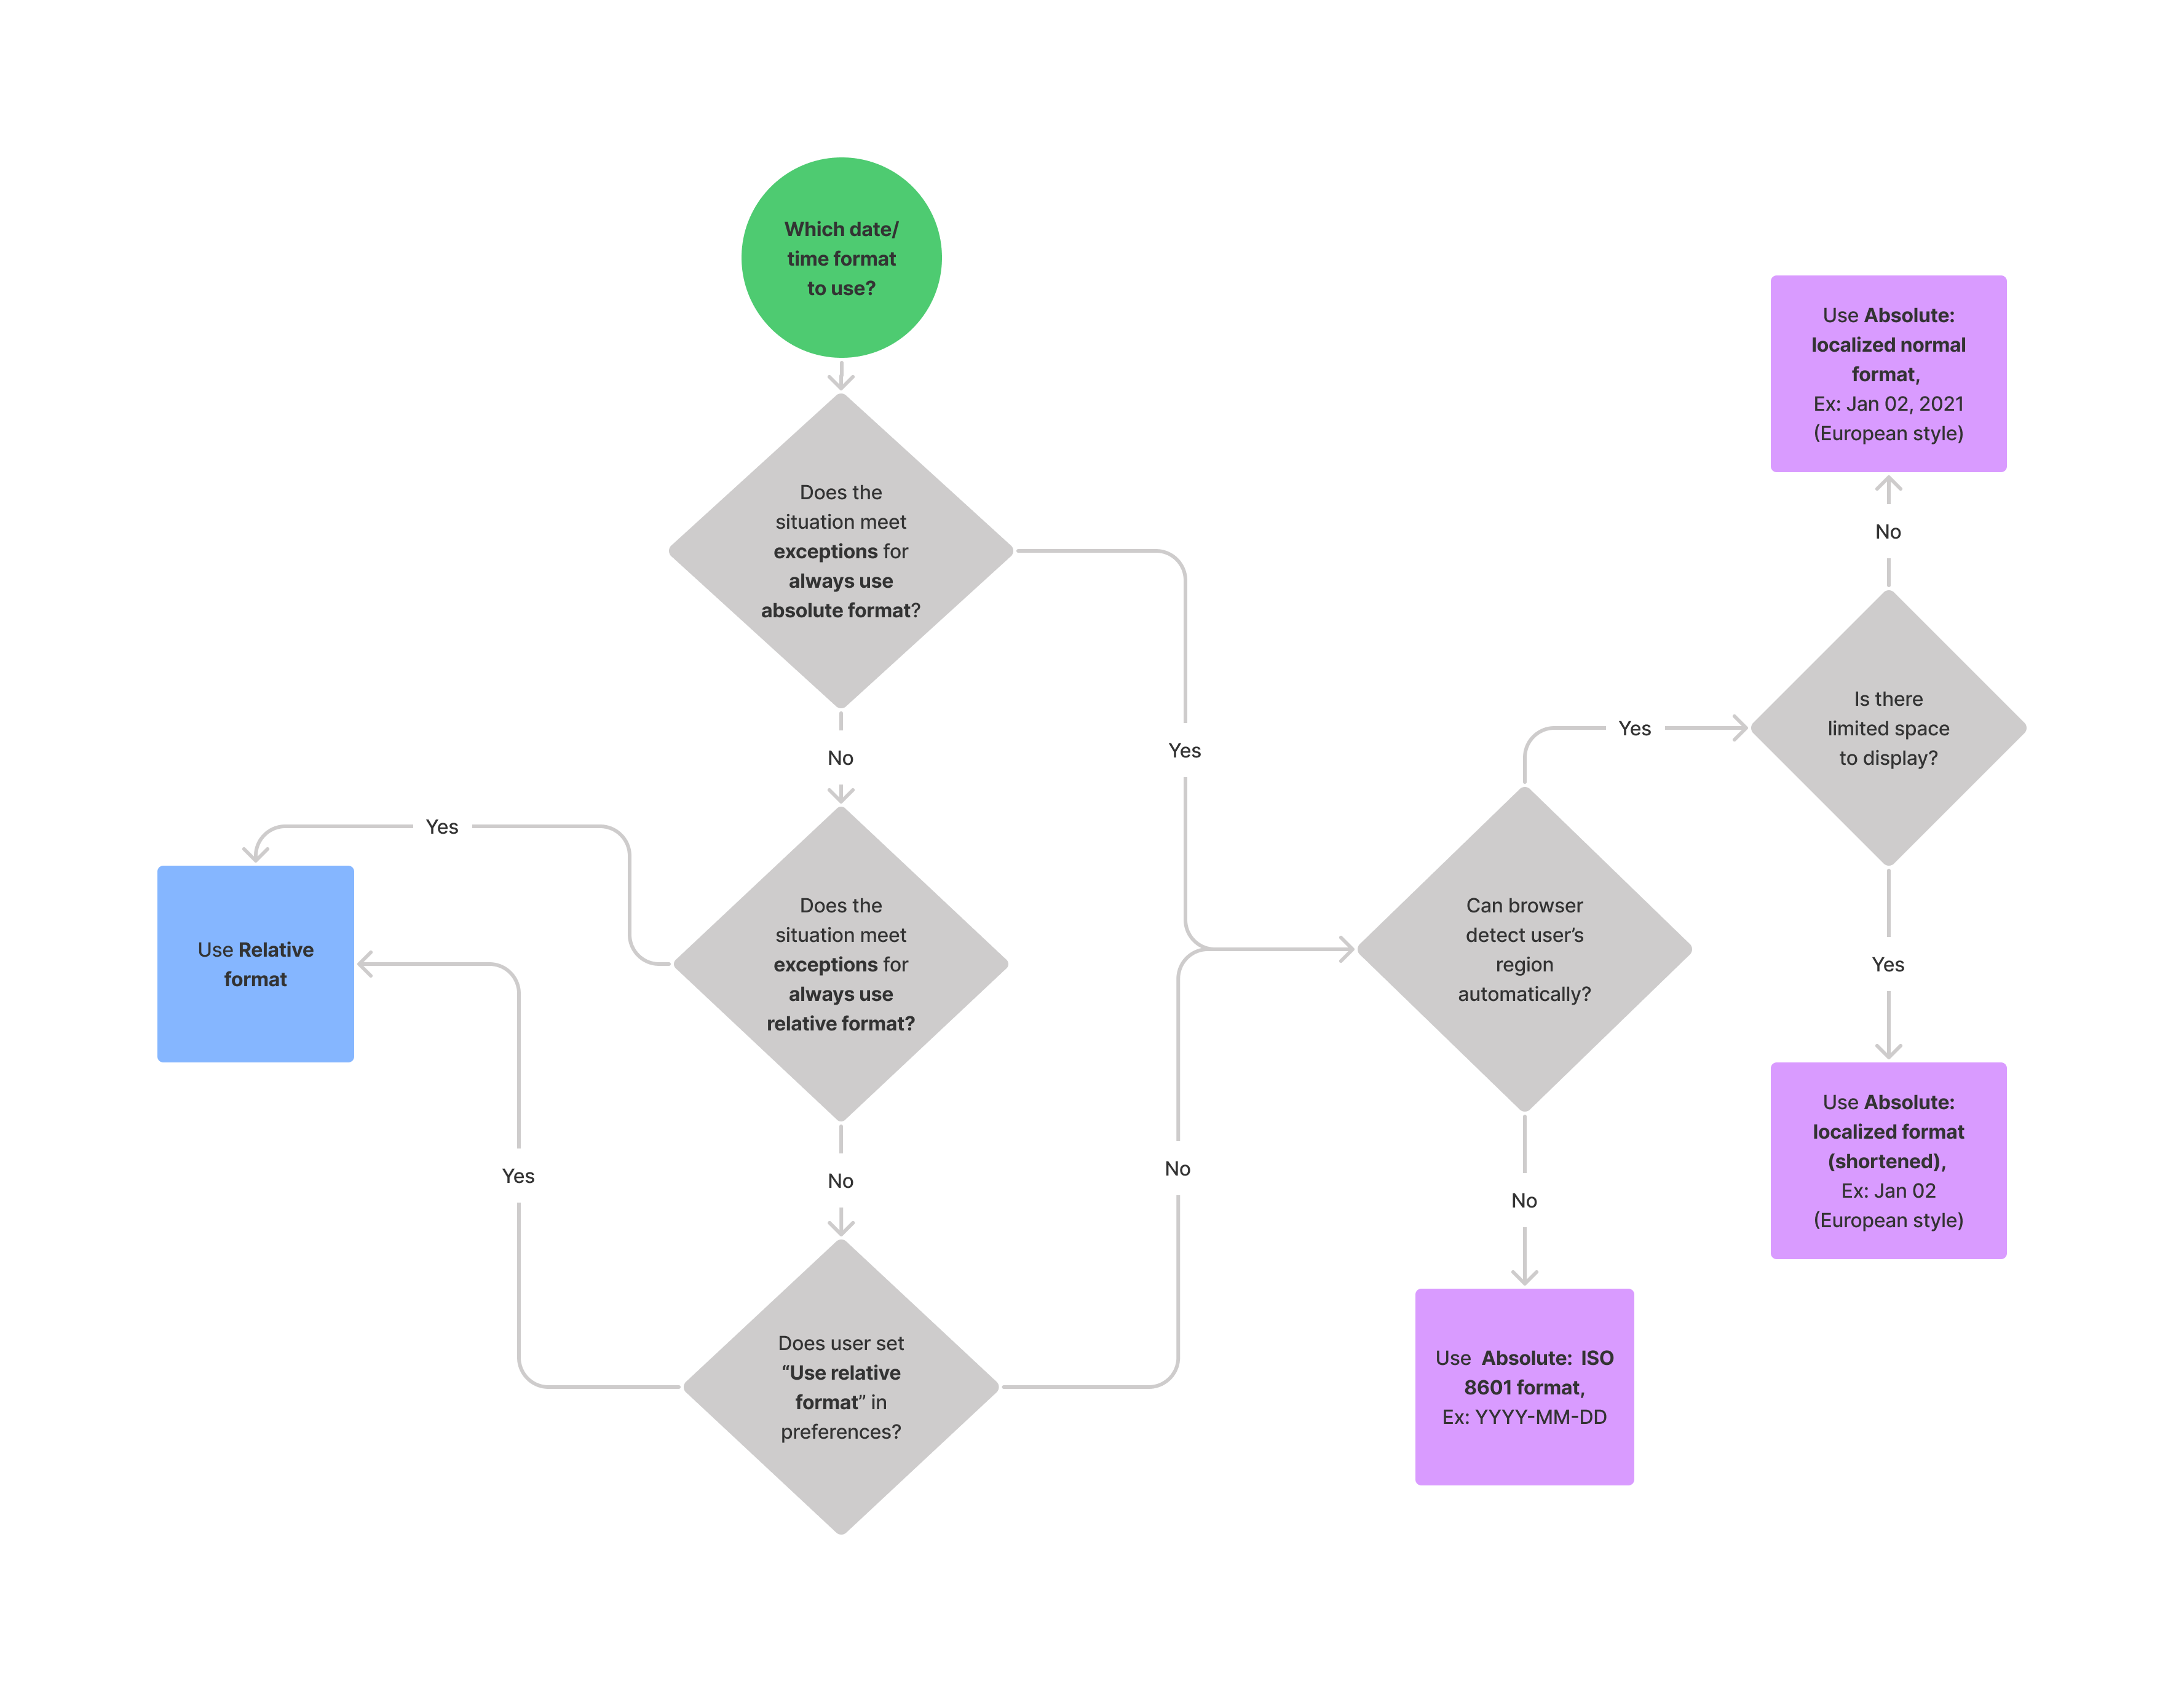 Which date/
time format
to use?
Does the
situation meet
exceptions for
always use
absolute format?
Yes
No
Does the
situation meet
exceptions for
always use
relative format?
Yes
Use Relative
format
No
Does user set
“Use relative
format” in
preferences?
Yes
No
Can browser
detect user’s
region
automatically?
Yes
No
Use Absolute: ISO
8601 format,
Ex: YYYY-MM-DD
Is there
limited space
to display?
No
Use Absolute:
localized normal
format,
Ex: Jan 02, 2021
(European style)
Yes
Use Absolute:
localized format
(shortened),
Ex: Jan 02
(European style)